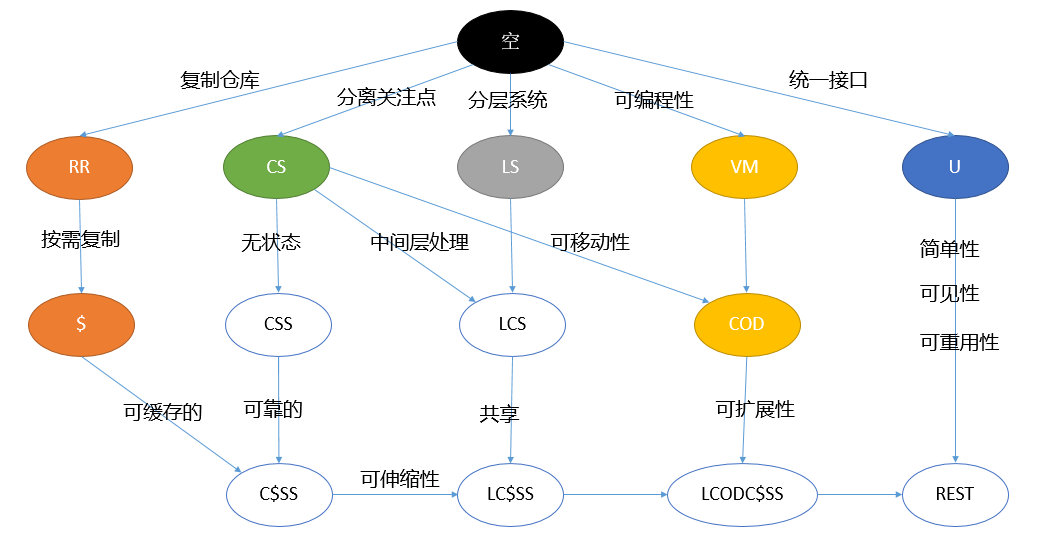 空
复制仓库
分离关注点
分层系统
可编程性
统一接口
RR
CS
LS
VM
U
按需复制
无状态
中间层处理
可移动性
简单性
可见性
可重用性
$
CSS
LCS
COD
可缓存的
可靠的
共享
可扩展性
C$SS
可伸缩性
LC$SS
LCODC$SS
REST